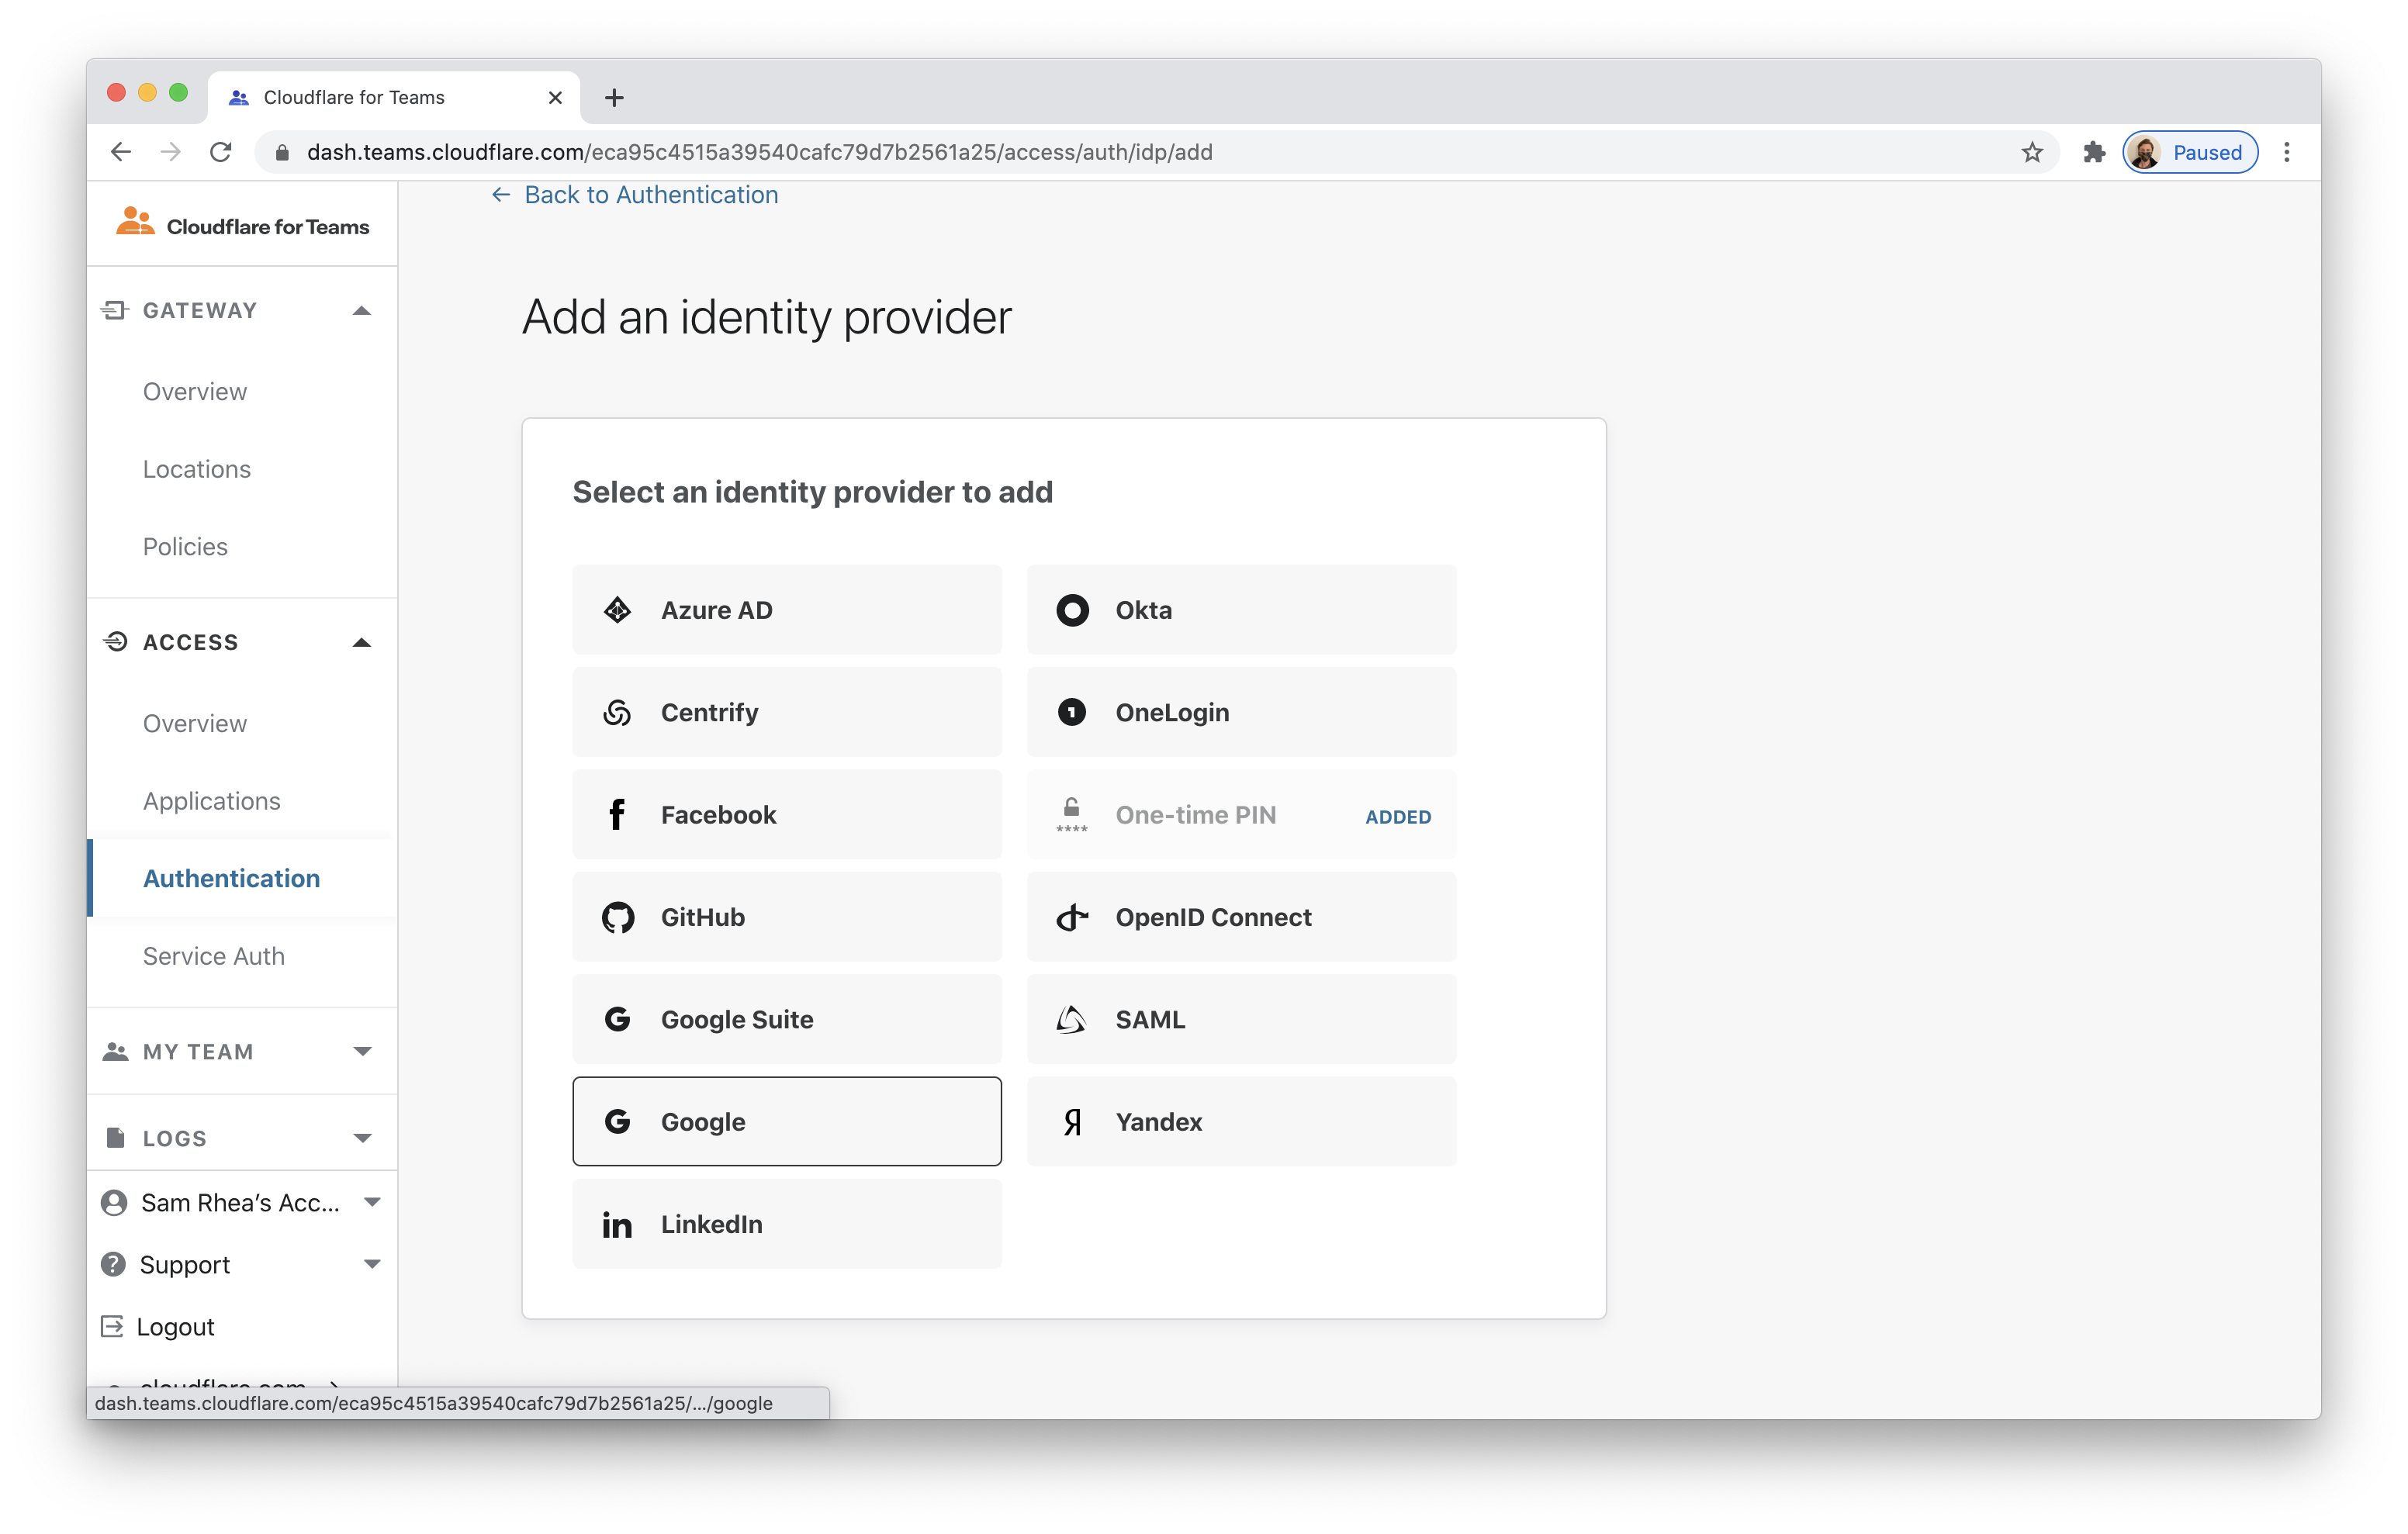 Cloudflare for Teams
dash.teams.cloudflare.com/eca95c4515a39540cafc79d7b2561a25/access/auth/idp/add
Paused
Cloudflare for Teams
GATEWAY
Overview
Locations
Policies
ACCESS
Overview
Applications
Authentication
Service Auth
MY TEAM
LOGS
Sam Rhea’s Acc...
Support
Logout
cloudflare.com
dash.teams.cloudflare.com/eca95c4515a39540cafc79d7b2561a25/.../google
← Back to Authentication
Add an identity provider
Select an identity provider to add
Azure AD
Okta
Centrify
OneLogin
Facebook
**** One-time PIN ADDED
GitHub
OpenID Connect
Google Suite
SAML
Google
Yandex
LinkedIn